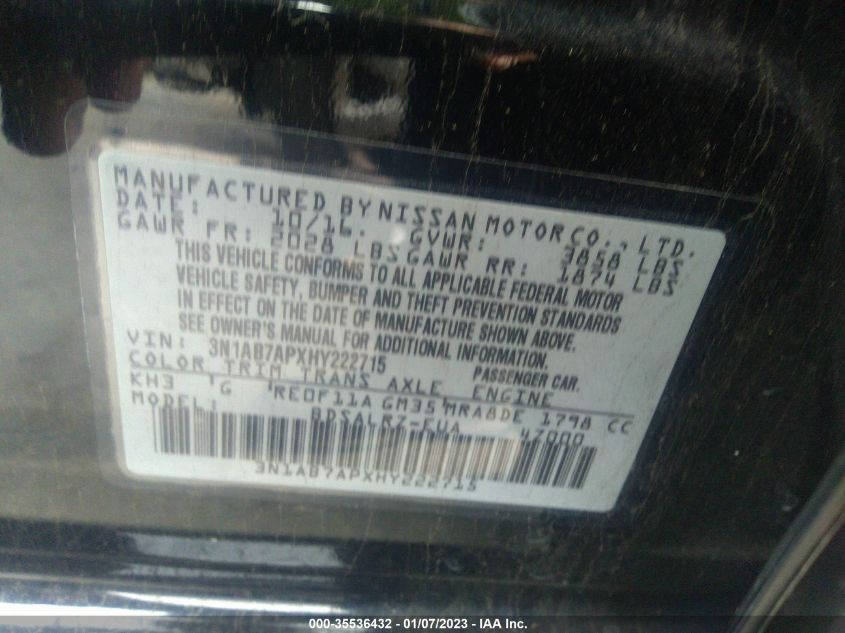 MANUFACTURED BY NISSAN MOTOR CO., LTD.
DATE: 10/16 GVWR: 3858 LBS
GAWR FR: 2028 LBS GAWR RR: 1874 LBS
THIS VEHICLE CONFORMS TO ALL APPLICABLE FEDERAL MOTOR
VEHICLE SAFETY, BUMPER AND THEFT PREVENTION STANDARDS
IN EFFECT ON THE DATE OF MANUFACTURE SHOWN ABOVE.
SEE OWNER'S MANUAL FOR ADDITIONAL INFORMATION.
VIN: 3N1AB7APXHY222715 PASSENGER CAR.
COLOR TRIM TRANS AXLE ENGINE
KH3 G RE0F11A GM35 MRA8DE 1798 CC
MODEL: BDSALRZ-EUA 4Z000
3N1AB7APXHY222715
000-35536432 - 01/07/2023 - IAA Inc.